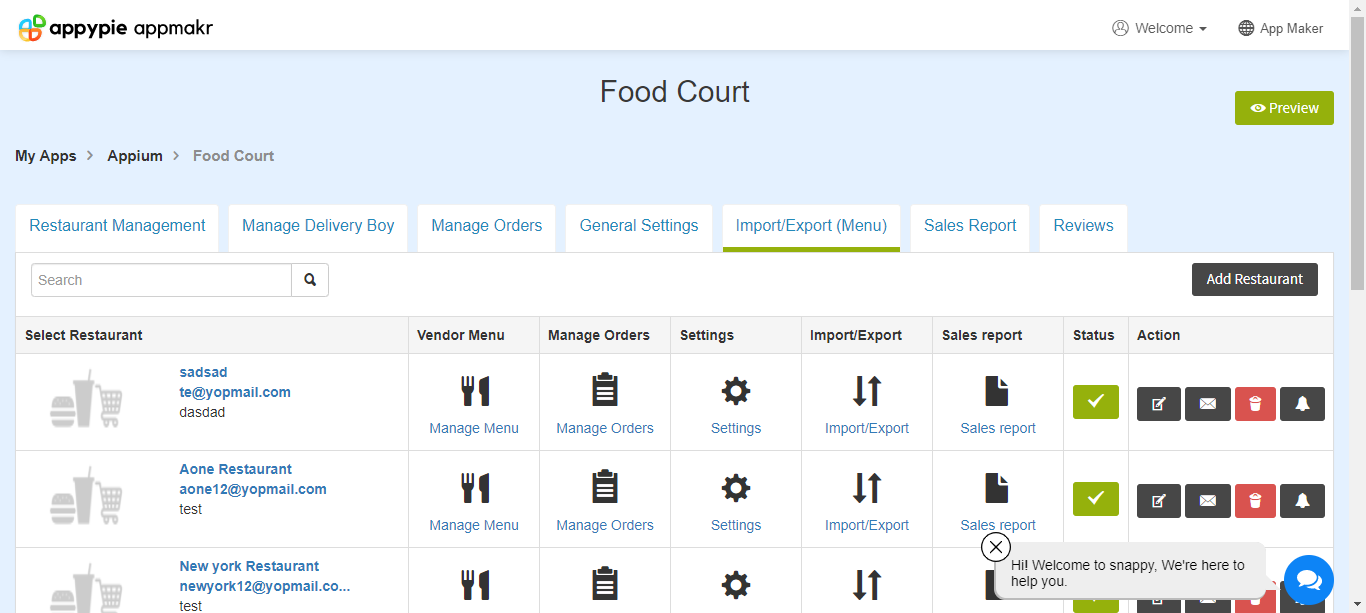 appypie appmakr
Welcome
App Maker
Food Court
Preview
My Apps > Appium > Food Court
Restaurant Management
Manage Delivery Boy
Manage Orders
General Settings
Import/Export (Menu)
Sales Report
Reviews
Search
Add Restaurant
Select Restaurant
Vendor Menu
Manage Orders
Settings
Import/Export
Sales report
Status
Action
sadsad
te@yopmail.com
dasdad
Manage Menu
Manage Orders
Settings
Import/Export
Sales report
Aone Restaurant
aone12@yopmail.com
test
Manage Menu
Manage Orders
Settings
Import/Export
Sales report
New york Restaurant
newyork12@yopmail.co...
test
Hi! Welcome to snappy, We're here to
help you.